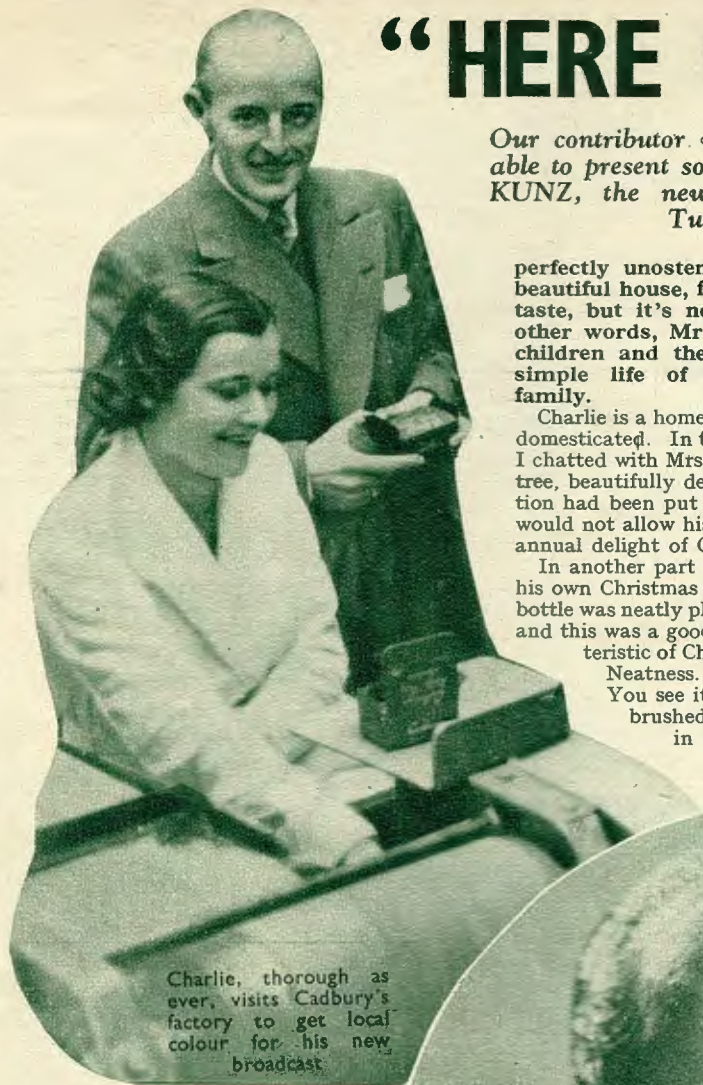 “HERE
Our contributor
able to present so
KUNZ, the new
Tu
perfectly unosten
beautiful house, f
taste, but it's no
other words, Mr
children and the
simple life of
family.
Charlie is a home
domesticated. In t
I chatted with Mrs
tree, beautifully de
tion had been put
would not allow his
annual delight of C
In another part
his own Christmas
bottle was neatly pl
and this was a goo
teristic of Ch
Neatness.
You see it
brushed
in
Charlie, thorough as
ever, visits Cadbury's
factory to get local
colour for his new
broadcast